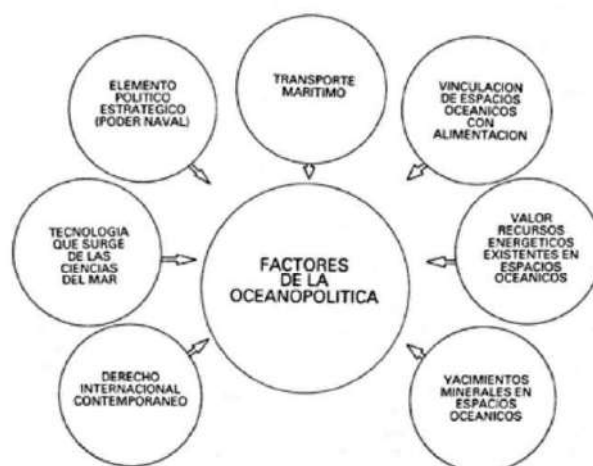 ELEMENTO
POLITICO
ESTRATEGICO
(PODER NAVAL)
TRANSPORTE
MARITIMO
VINCULACION
DE ESPACIOS
OCEANICOS
CON
ALIMENTACION
TECNOLOGIA
QUE SURGE
DE LAS
CIENCIAS
DEL MAR
FACTORES
DE LA
OCEANOPOLITICA
VALOR
RECURSOS
ENERGETICOS
EXISTENTES EN
ESPACIOS
OCEANICOS
DERECHO
INTERNACIONAL
CONTEMPORANEO
YACIMIENTOS
MINERALES EN
ESPACIOS
OCEANICOS